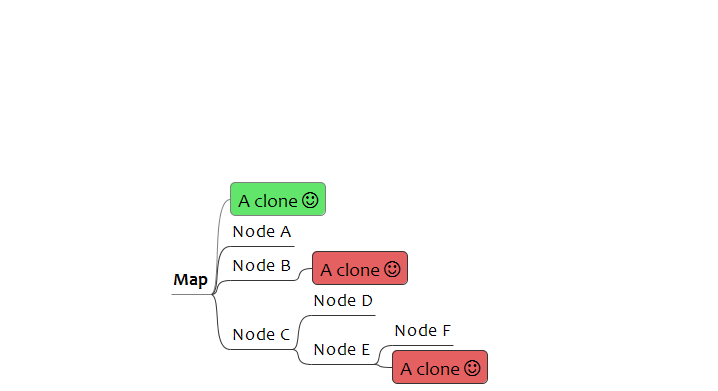 A clone ☺
Node A
Node B
A clone ☺
Map
Node D
Node C
Node F
Node E
A clone ☺